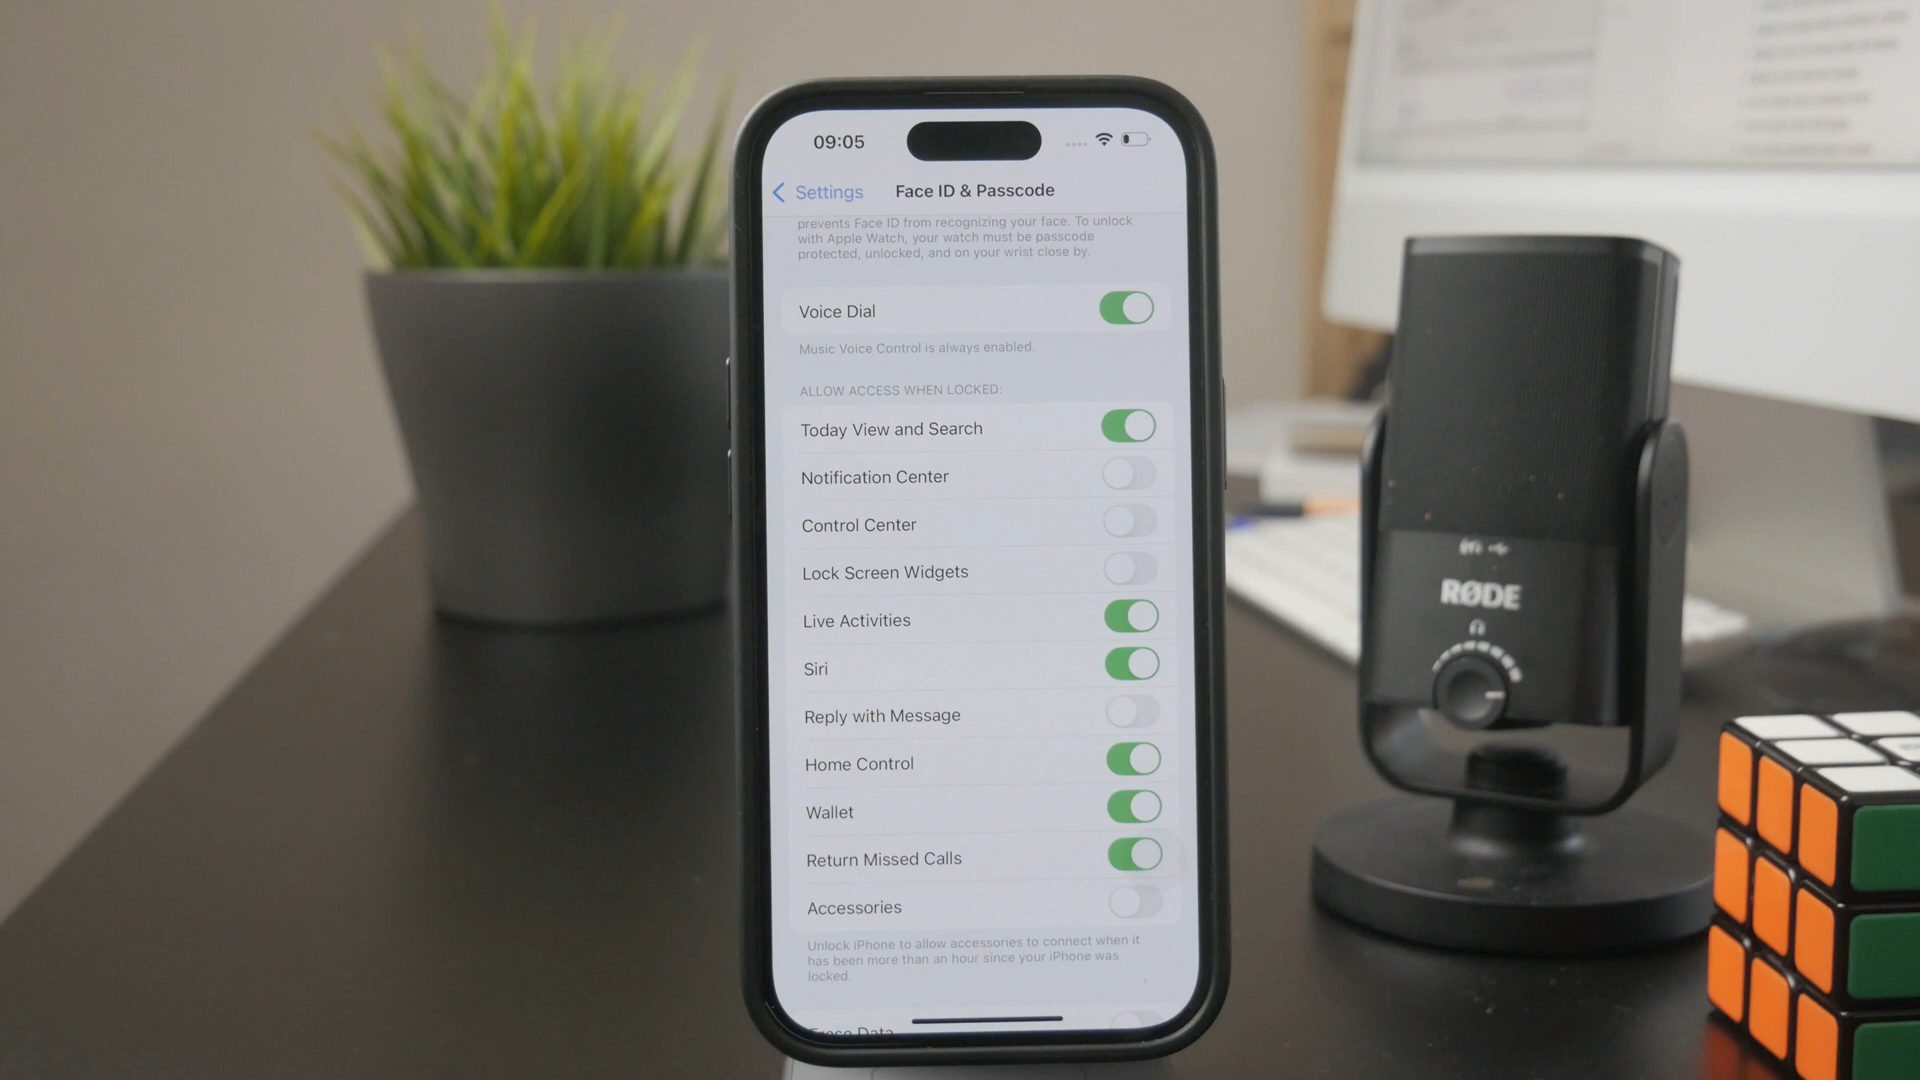 09:05
Settings
Face ID & Passcode
prevents Face ID from recognizing your face. To unlock
with Apple Watch, your watch must be passcode
protected, unlocked, and on your wrist close by.
Voice Dial
Music Voice Control is always enabled.
ALLOW ACCESS WHEN LOCKED:
Today View and Search
Notification Center
Control Center
Lock Screen Widgets
Live Activities
Siri
Reply with Message
Home Control
Wallet
Return Missed Calls
Accessories
Unlock iPhone to allow accessories to connect when it
has been more than an hour since your iPhone was
locked.
Erase Data
RØDE